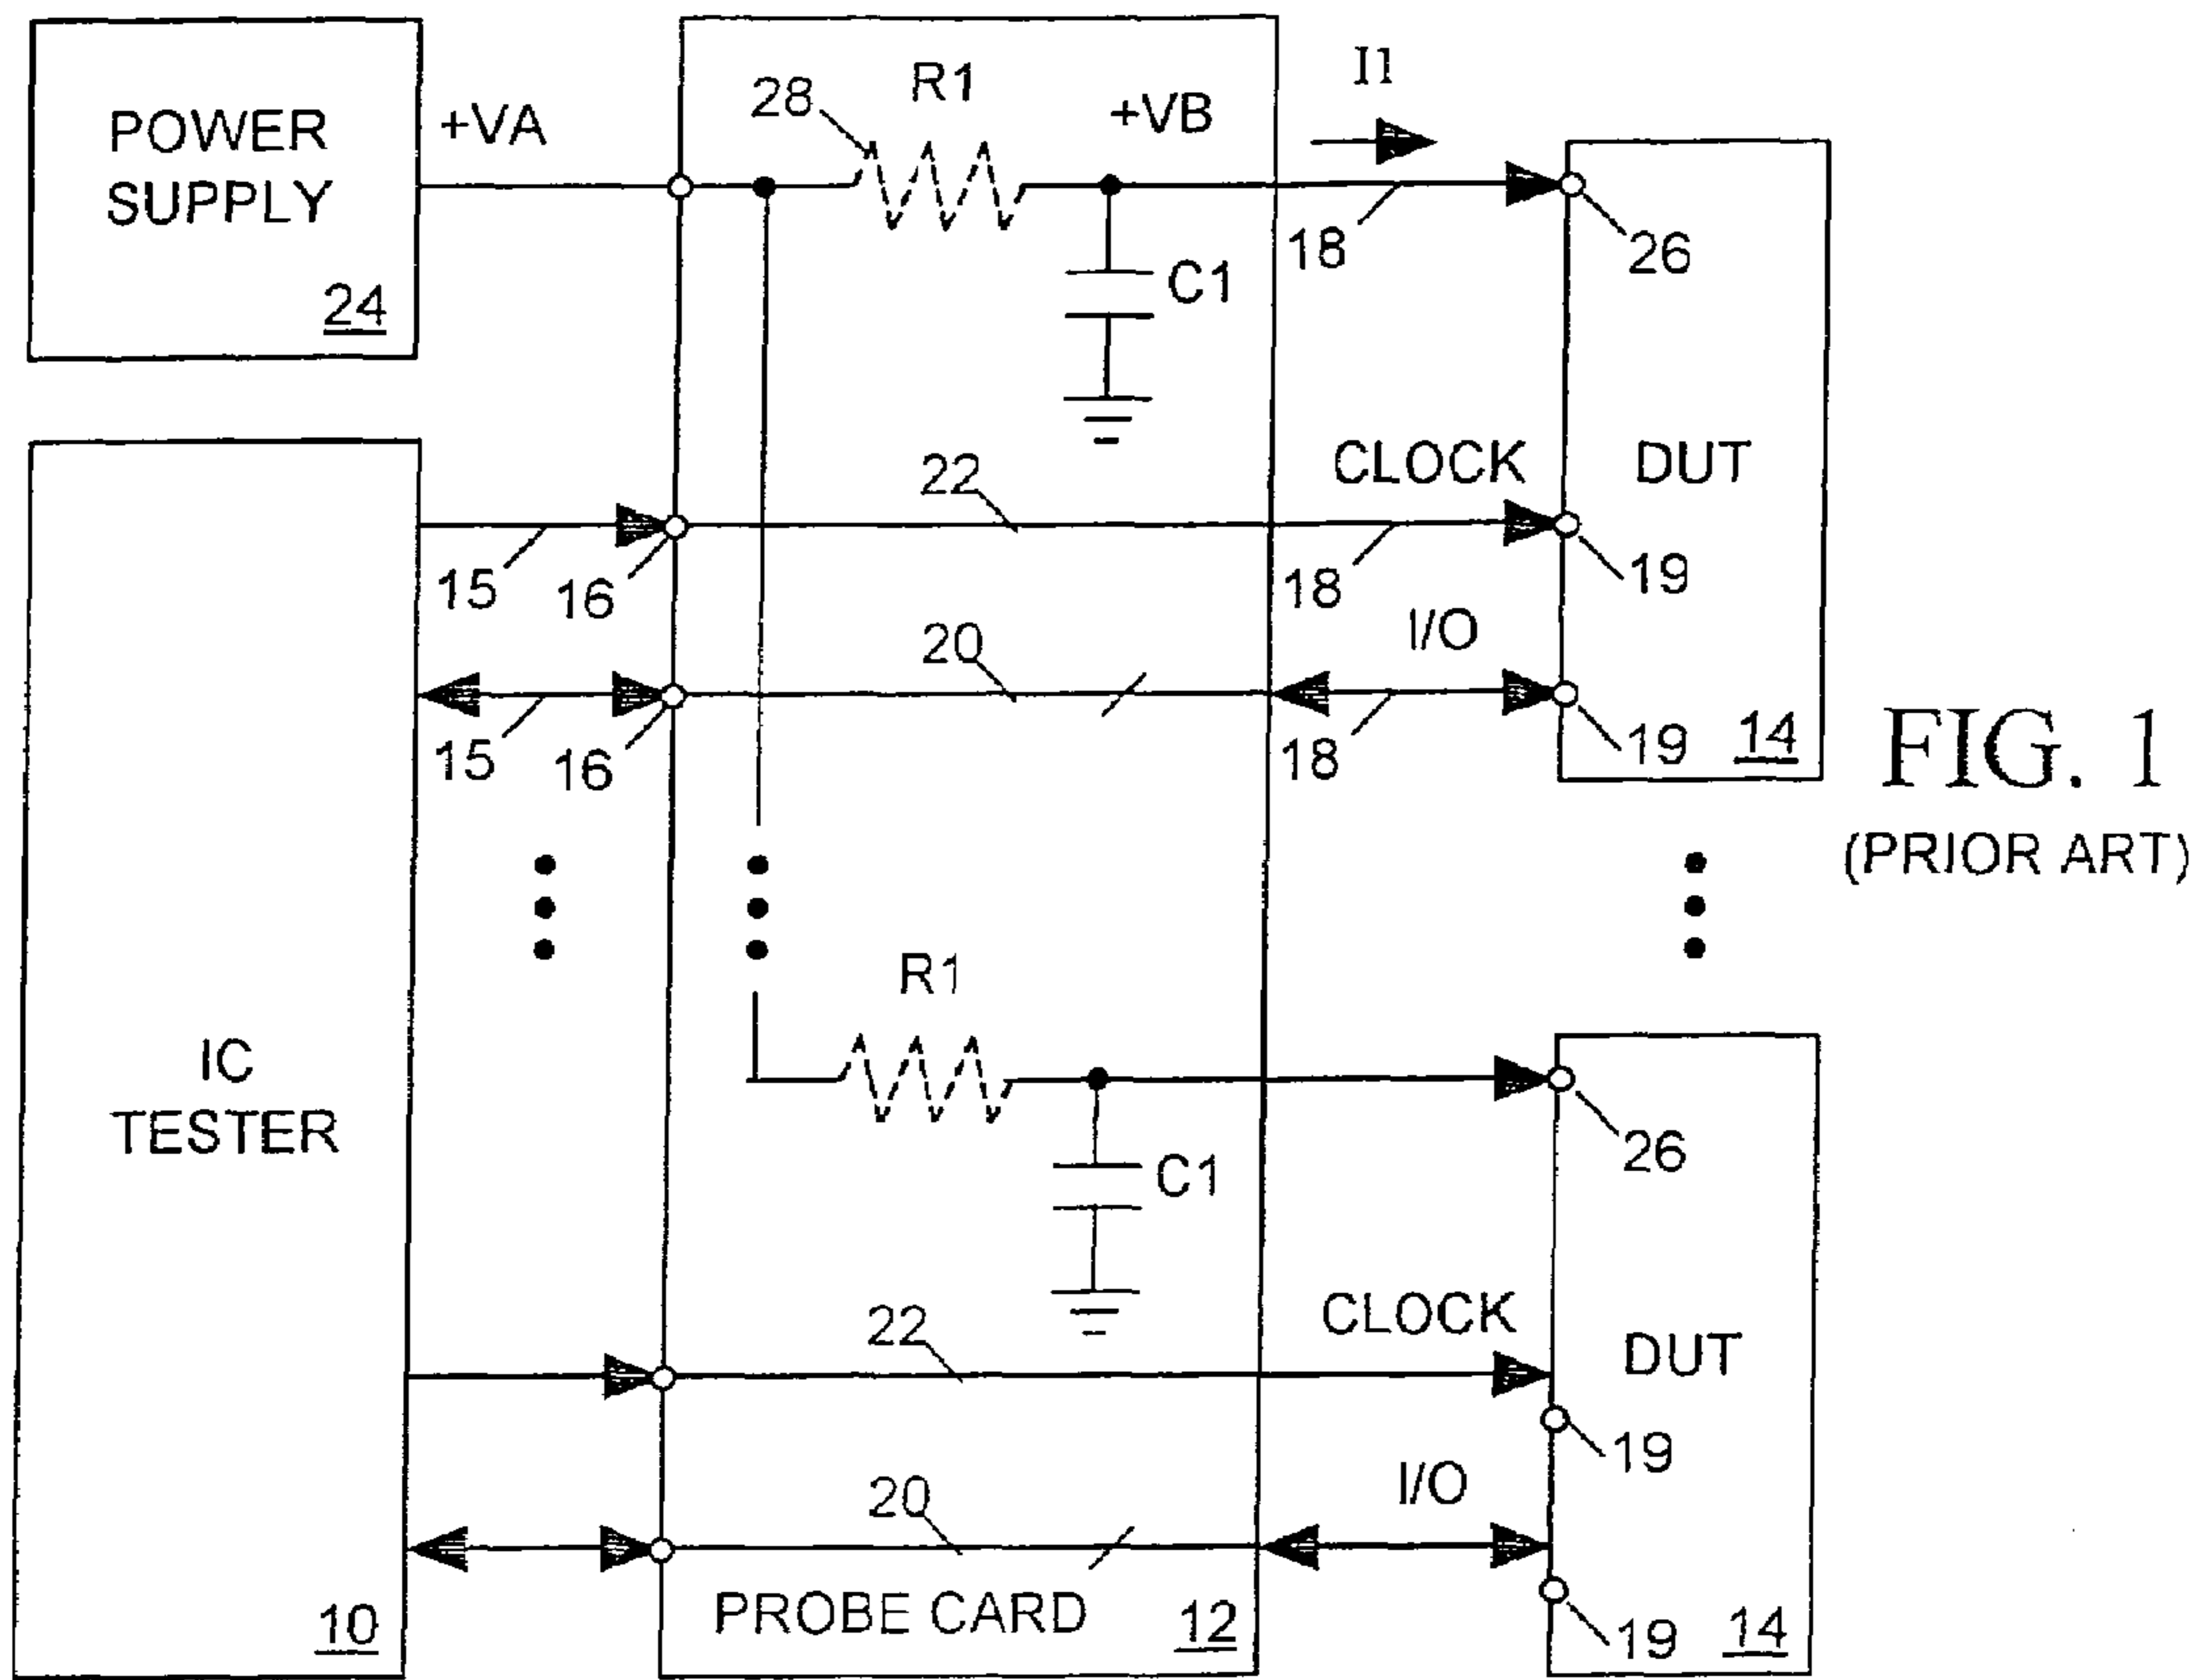 POWER
SUPPLY
24
+VA
28
R1
+VB
I1
C1
18
26
CLOCK
DUT
22
15
16
18
19
I/O
20
15
16
18
19
14
FIG. 1
(PRIOR ART)
R1
IC
TESTER
26
C1
CLOCK
22
DUT
19
I/O
20
10
PROBE CARD
12
19
14